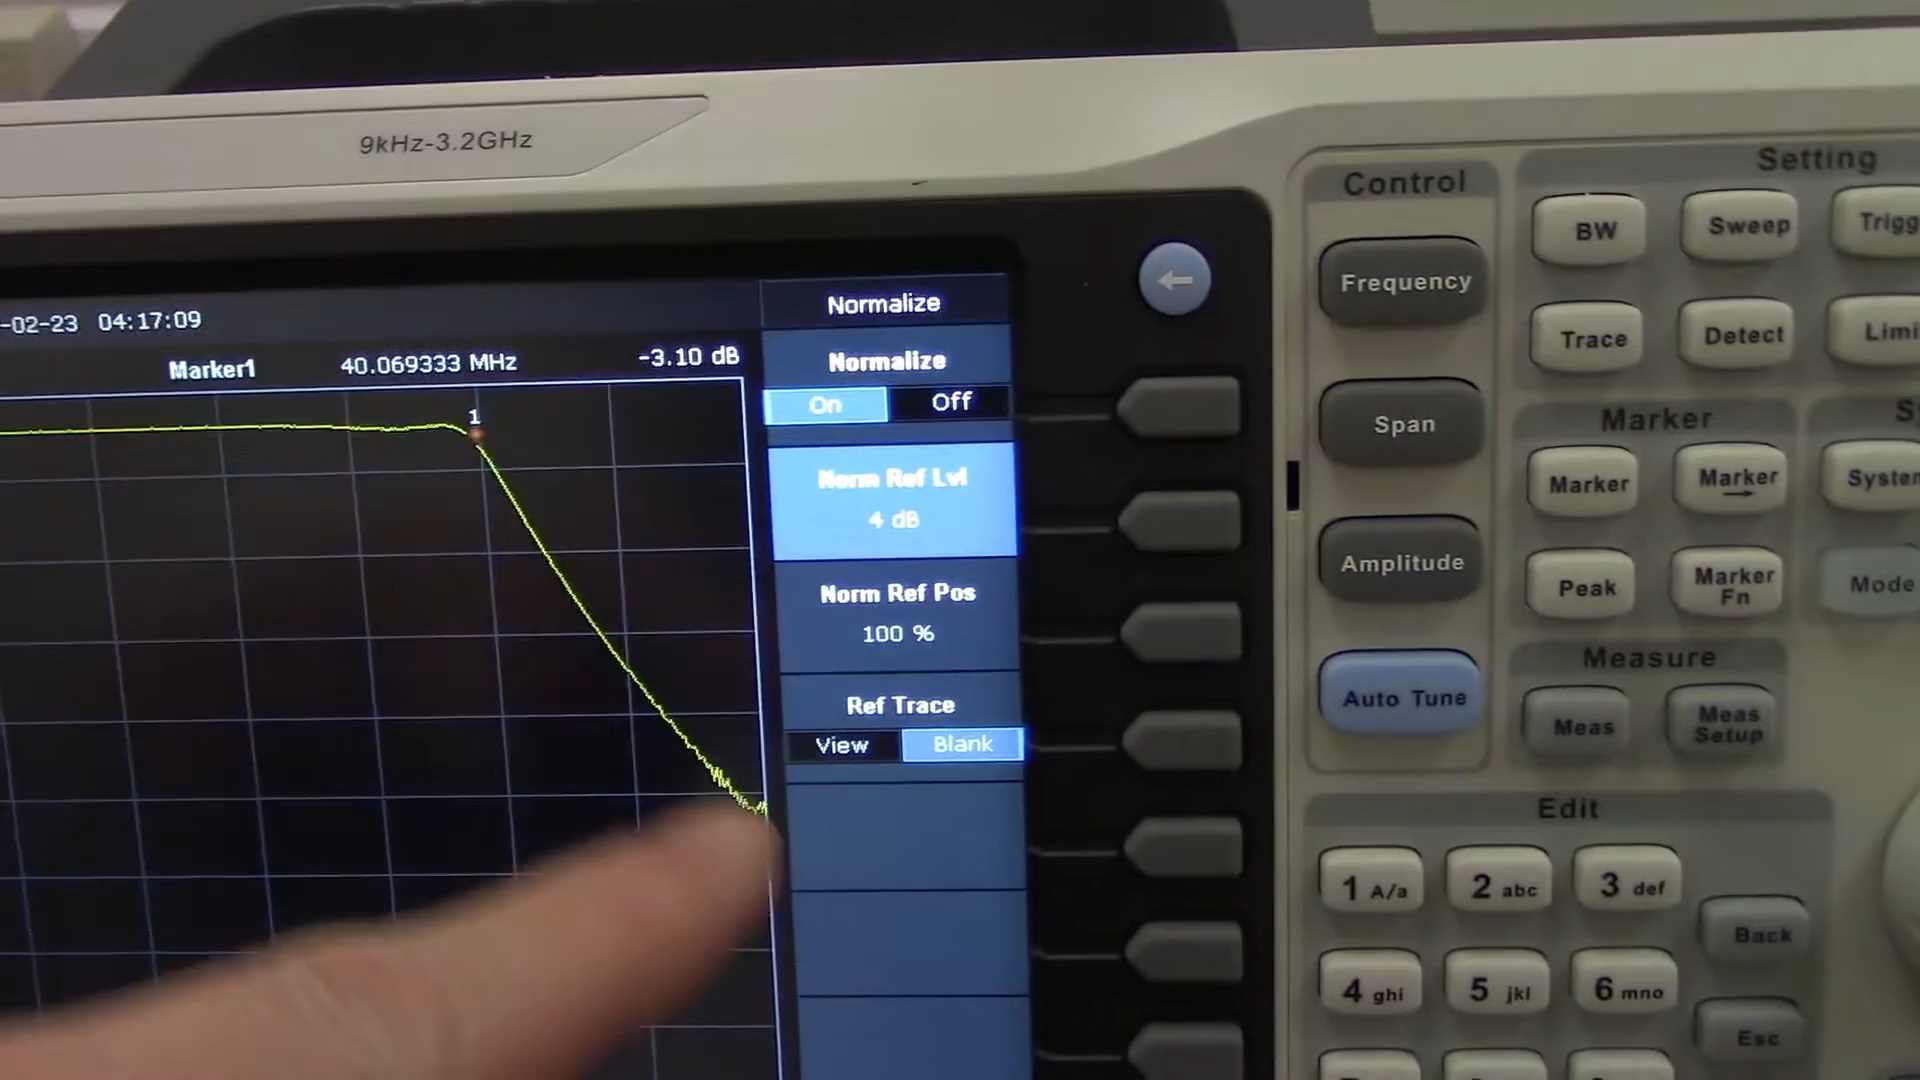 9kHz-3.2GHz
-02-23 04:17:09
Marker1 40.069333 MHz -3.10 dB
1
Normalize
Normalize
On Off
Norm Ref Lvl
4 dB
Norm Ref Pos
100 %
Ref Trace
View Blank
Control
Frequency
Span
Amplitude
Auto Tune
Setting
BW Sweep Trigg
Trace Detect Limi
Marker
Marker Marker
Peak Marker Fn
S
System
Mode
Measure
Meas Meas Setup
Edit
1 A/a 2 abc 3 def
Back
4 ghi 5 jkl 6 mno
Esc